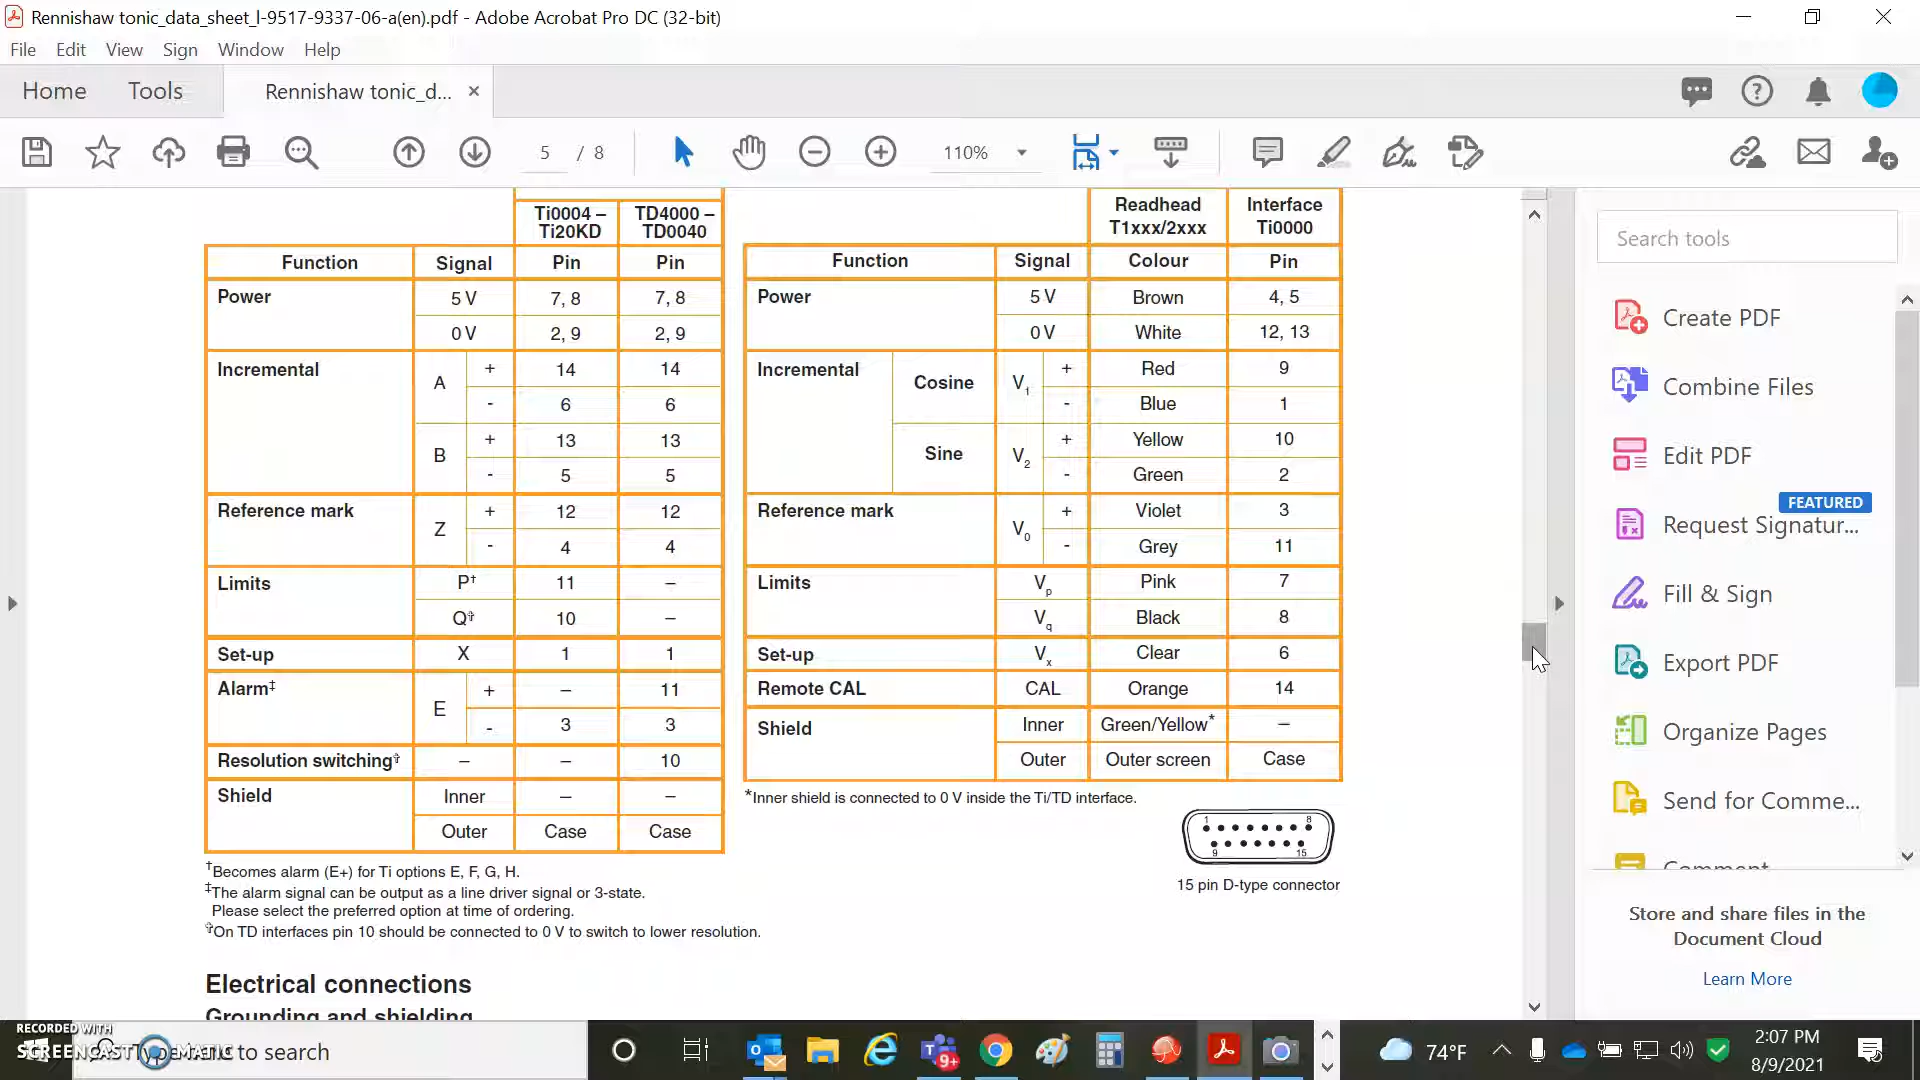 Rennishaw tonic_data_sheet_l-9517-9337-06-a(en).pdf - Adobe Acrobat Pro DC (32-bit)
File Edit View Sign Window Help
Home Tools Rennishaw tonic_d... ×
5 / 8 110%
Ti0004 – Ti20KD TD4000 – TD0040
Function Signal Pin Pin
Power 5 V 7, 8 7, 8
0 V 2, 9 2, 9
Incremental A + 14 14
- 6 6
B + 13 13
- 5 5
Reference mark Z + 12 12
- 4 4
Limits P† 11 –
Q✞ 10 –
Set-up X 1 1
Alarm‡ E + – 11
- 3 3
Resolution switching✞ – – 10
Shield Inner – –
Outer Case Case
†Becomes alarm (E+) for Ti options E, F, G, H.
‡The alarm signal can be output as a line driver signal or 3-state.
Please select the preferred option at time of ordering.
✞On TD interfaces pin 10 should be connected to 0 V to switch to lower resolution.
Readhead T1xxx/2xxx Interface Ti0000
Function Signal Colour Pin
Power 5 V Brown 4, 5
0 V White 12, 13
Incremental Cosine V1 + Red 9
- Blue 1
Sine V2 + Yellow 10
- Green 2
Reference mark V0 + Violet 3
- Grey 11
Limits Vp Pink 7
Vq Black 8
Set-up Vx Clear 6
Remote CAL CAL Orange 14
Shield Inner Green/Yellow* –
Outer Outer screen Case
*Inner shield is connected to 0 V inside the Ti/TD interface.
1 8
9 15
15 pin D-type connector
Electrical connections
Grounding and shielding
Search tools
Create PDF
Combine Files
Edit PDF
FEATURED
Request Signatur...
Fill & Sign
Export PDF
Organize Pages
Send for Comme...
Comment
Store and share files in the
Document Cloud
Learn More
RECORDED WITH
SCREENCAST MATIC
to search
9+
74°F
2:07 PM
8/9/2021